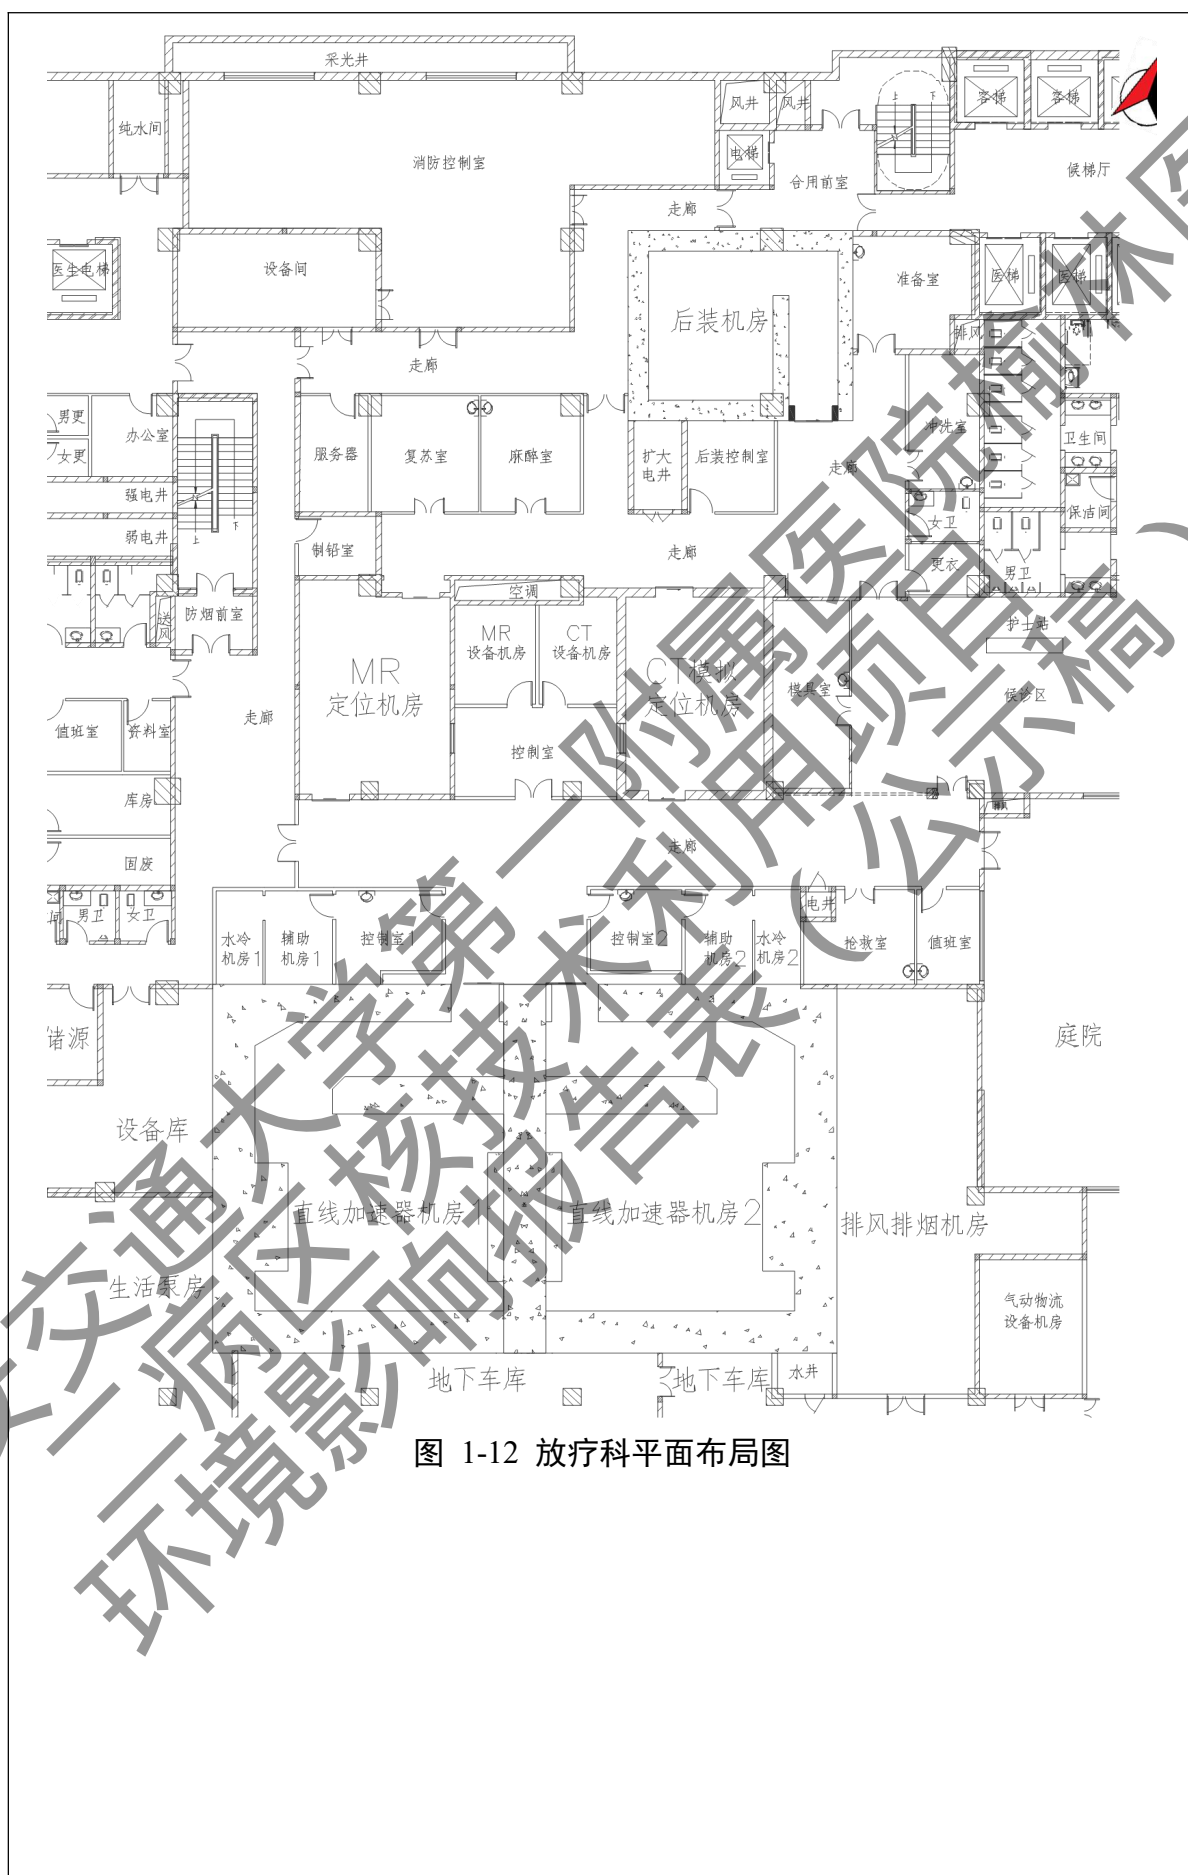 采光井
风井
风井
客梯
客梯
纯水间
消防控制室
电梯
合用前室
候梯厅
走廊
医生电梯
设备间
后装机房
准备室
医梯
医梯
排风
走廊
男更
办公室
女更
服务器
复苏室
麻醉室
扩大
电井
后装控制室
走廊
冲洗室
卫生间
强电井
弱电井
上
下
上
下
制铅室
走廊
女卫
更衣
保洁间
男卫
送风
防烟前室
空调
护士站
MR
设备机房
CT
设备机房
MR
定位机房
CT模拟
定位机房
模具室
候诊区
值班室
资料室
走廊
控制室
库房
固废
走廊
间
男卫
女卫
水冷
机房1
辅助
机房1
控制室1
控制室2
辅助
机房2
水冷
机房2
电井
抢救室
值班室
储源
庭院
设备库
直线加速器机房1
直线加速器机房2
排风排烟机房
生活泵房
气动物流
设备机房
地下车库
地下车库
水井
图 1-12 放疗科平面布局图
安交通大学第一附属医院榆林医
二病区核技术利用项目
环境影响报告表（公示稿）